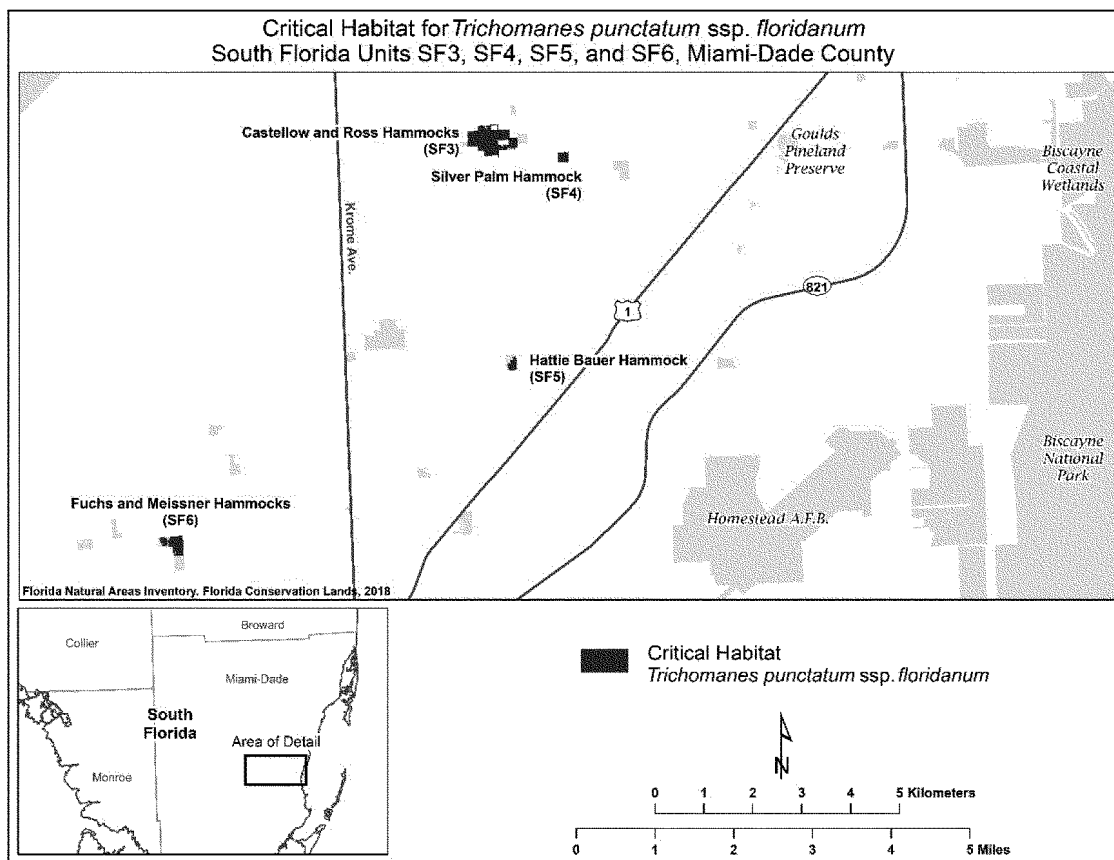 Critical Habitat for Trichomanes punctatum ssp. floridanum
South Florida Units SF3, SF4, SF5, and SF6, Miami-Dade County
Castellow and Ross Hammocks
(SF3)
Silver Palm Hammock
(SF4)
Goulds
Pineland
Preserve
Biscayne
Coastal
Wetlands
Krome Ave.
821
1
Hattie Bauer Hammock
(SF5)
Biscayne
National
Park
Fuchs and Meissner Hammocks
(SF6)
Homestead A.F.B.
Florida Natural Areas Inventory. Florida Conservation Lands, 2018
Broward
Collier
Miami-Dade
South
Florida
Area of Detail
Monroe
Critical Habitat
Trichomanes punctatum ssp. floridanum
N
0 1 2 3 4 5 Kilometers
0 1 2 3 4 5 Miles